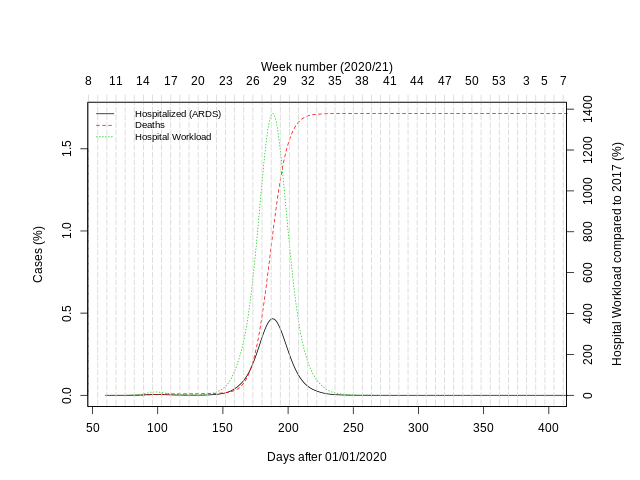 Week number (2020/21)
8 11 14 17 20 23 26 29 32 35 38 41 44 47 50 53 3 5 7
Hospitalized (ARDS)
Deaths
Hospital Workload
Cases (%)
0.0 0.5 1.0 1.5
0 200 400 600 800 1000 1200 1400
Hospital Workload compared to 2017 (%)
50 100 150 200 250 300 350 400
Days after 01/01/2020